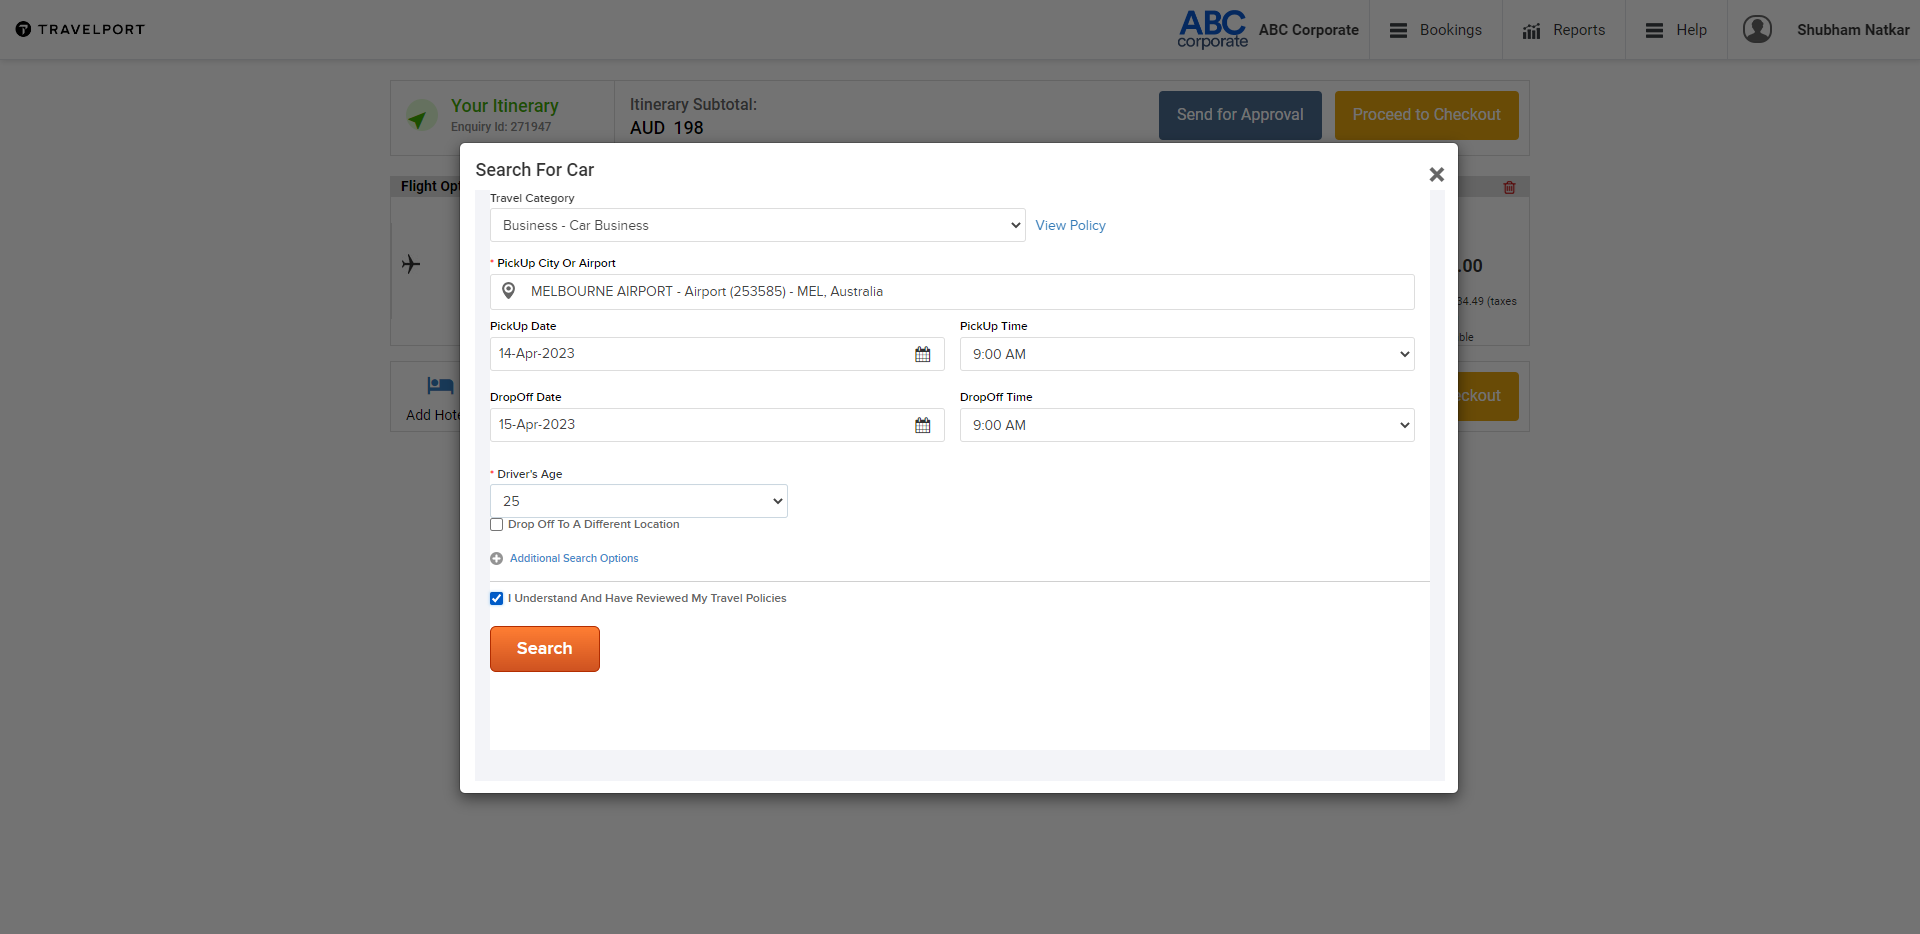 TRAVELPORT
ABC
corporate
ABC Corporate
Bookings
Reports
Help
Shubham Natkar
Your Itinerary
Enquiry Id: 271947
Itinerary Subtotal:
AUD 198
Send for Approval
Proceed to Checkout
Flight Opt
Search For Car
Travel Category
Business - Car Business
View Policy
* PickUp City Or Airport
MELBOURNE AIRPORT - Airport (253585) - MEL, Australia
.00
34.49 (taxes
ble
PickUp Date
PickUp Time
14-Apr-2023
9:00 AM
DropOff Date
DropOff Time
15-Apr-2023
9:00 AM
Add Hote
eckout
* Driver's Age
25
Drop Off To A Different Location
Additional Search Options
I Understand And Have Reviewed My Travel Policies
Search